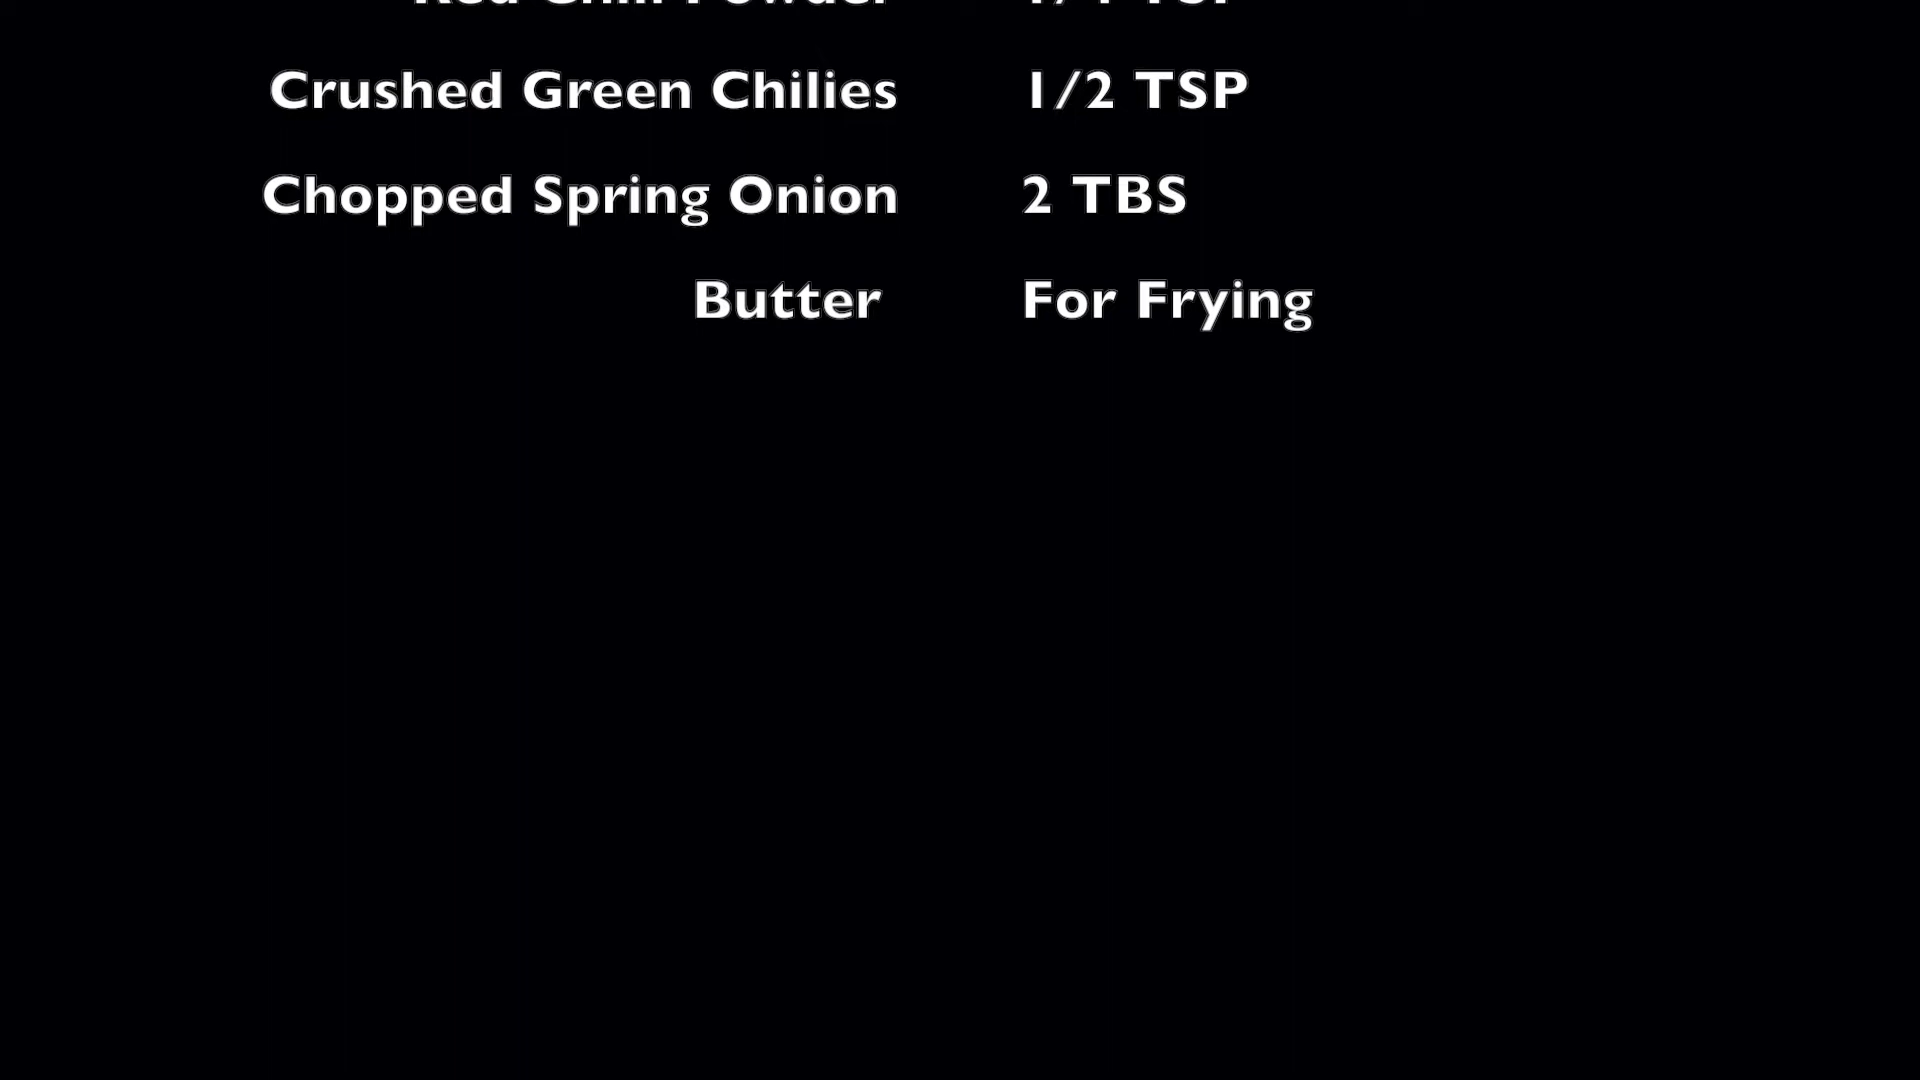 Crushed Green Chilies 1/2 TSP
Chopped Spring Onion 2 TBS
Butter For Frying